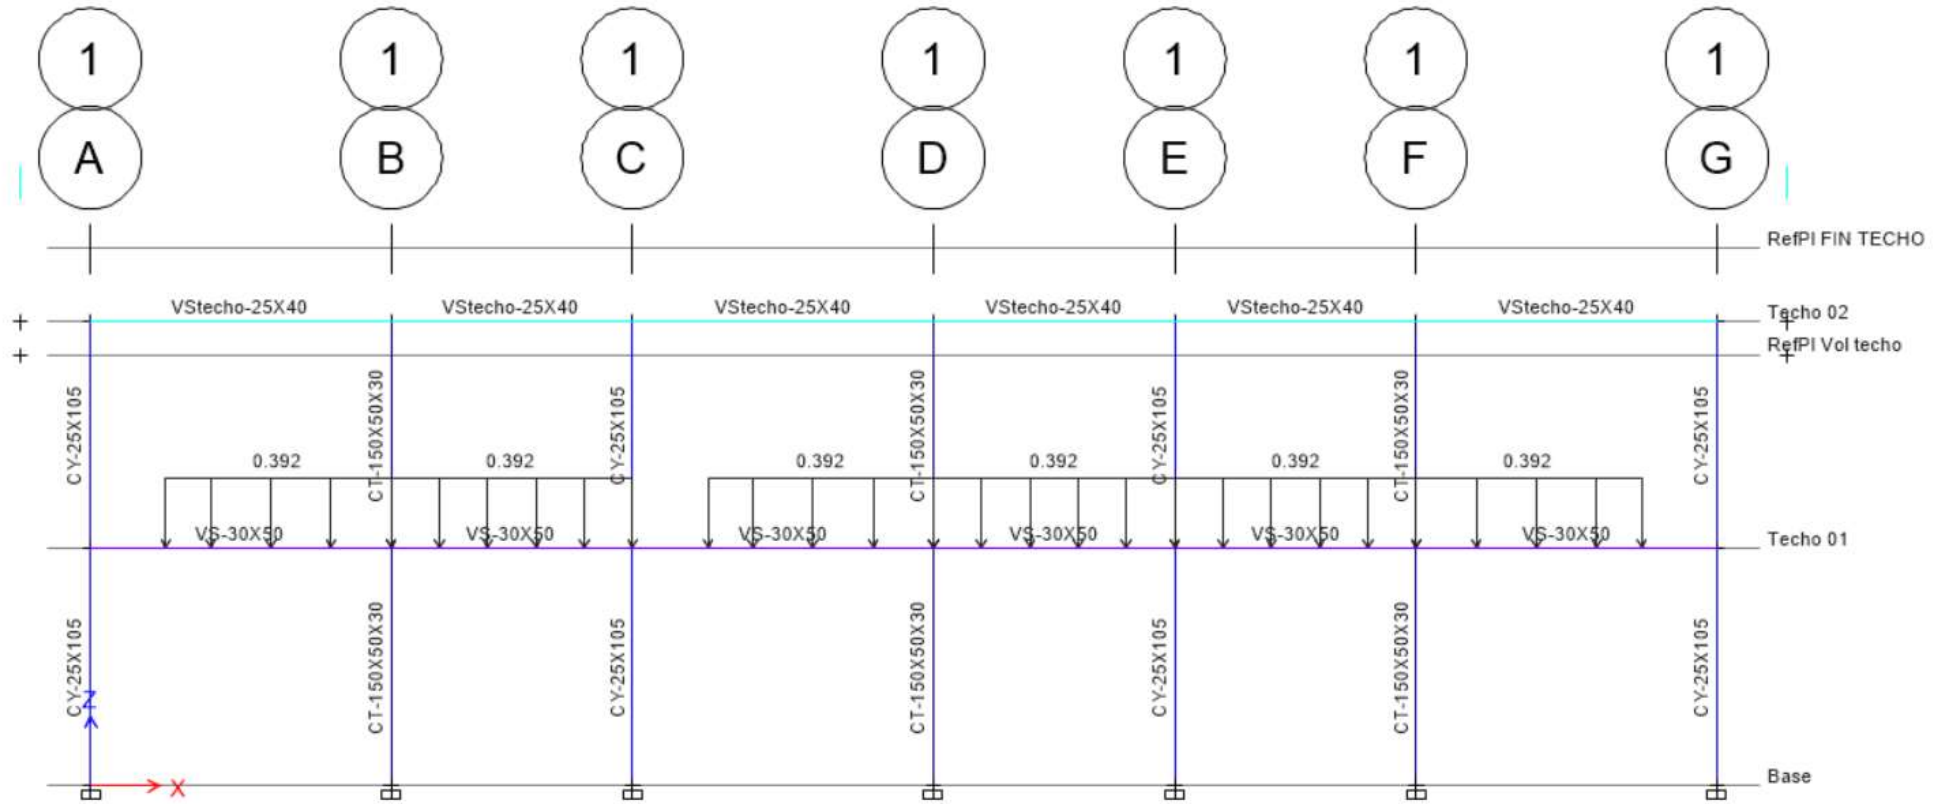 1 1 1 1 1 1 1
A B C D E F G
RefPl FIN TECHO
VStecho-25X40 VStecho-25X40 VStecho-25X40 VStecho-25X40 VStecho-25X40 VStecho-25X40
Techo 02
RefPl Vol techo
CY-25X105 CT-150X50X30 CY-25X105 CT-150X50X30 CY-25X105 CT-150X50X30 CY-25X105
0.392 0.392 0.392 0.392 0.392 0.392
VS-30X50 VS-30X50 VS-30X50 VS-30X50 VS-30X50 VS-30X50
Techo 01
CY-25X105 CT-150X50X30 CY-25X105 CT-150X50X30 CY-25X105 CT-150X50X30 CY-25X105
Z
Base
X